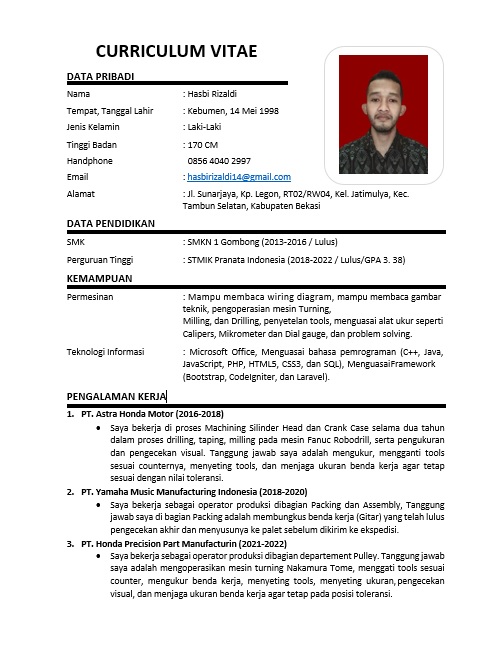 CURRICULUM VITAE
DATA PRIBADI
Nama : Hasbi Rizaldi
Tempat, Tanggal Lahir : Kebumen, 14 Mei 1998
Jenis Kelamin : Laki-Laki
Tinggi Badan : 170 CM
Handphone 0856 4040 2997
Email : hasbirizaldi14@gmail.com
Alamat : Jl. Sunarjaya, Kp. Legon, RT02/RW04, Kel. Jatimulya, Kec.
Tambun Selatan, Kabupaten Bekasi
DATA PENDIDIKAN
SMK : SMKN 1 Gombong (2013-2016 / Lulus)
Perguruan Tinggi : STMIK Pranata Indonesia (2018-2022 / Lulus/GPA 3. 38)
KEMAMPUAN
Permesinan : Mampu membaca wiring diagram, mampu membaca gambar
teknik, pengoperasian mesin Turning,
Milling, dan Drilling, penyetelan tools, menguasai alat ukur seperti
Calipers, Mikrometer dan Dial gauge, dan problem solving.
Teknologi Informasi : Microsoft Office, Menguasai bahasa pemrograman (C++, Java,
JavaScript, PHP, HTML5, CSS3, dan SQL), MenguasaiFramework
(Bootstrap, CodeIgniter, dan Laravel).
PENGALAMAN KERJA
1. PT. Astra Honda Motor (2016-2018)
• Saya bekerja di proses Machining Silinder Head dan Crank Case selama dua tahun
dalam proses drilling, taping, milling pada mesin Fanuc Robodrill, serta pengukuran
dan pengecekan visual. Tanggung jawab saya adalah mengukur, mengganti tools
sesuai counternya, menyeting tools, dan menjaga ukuran benda kerja agar tetap
sesuai dengan nilai toleransi.
2. PT. Yamaha Music Manufacturing Indonesia (2018-2020)
• Saya bekerja sebagai operator produksi dibagian Packing dan Assembly, Tanggung
jawab saya di bagian Packing adalah membungkus benda kerja (Gitar) yang telah lulus
pengecekan akhir dan menyusunya ke palet sebelum dikirim ke ekspedisi.
3. PT. Honda Precision Part Manufacturin (2021-2022)
• Saya bekerja sebagai operator produksi dibagian departement Pulley. Tanggung jawab
saya adalah mengoperasikan mesin turning Nakamura Tome, menggati tools sesuai
counter, mengukur benda kerja, menyeting tools, menyeting ukuran, pengecekan
visual, dan menjaga ukuran benda kerja agar tetap pada posisi toleransi.